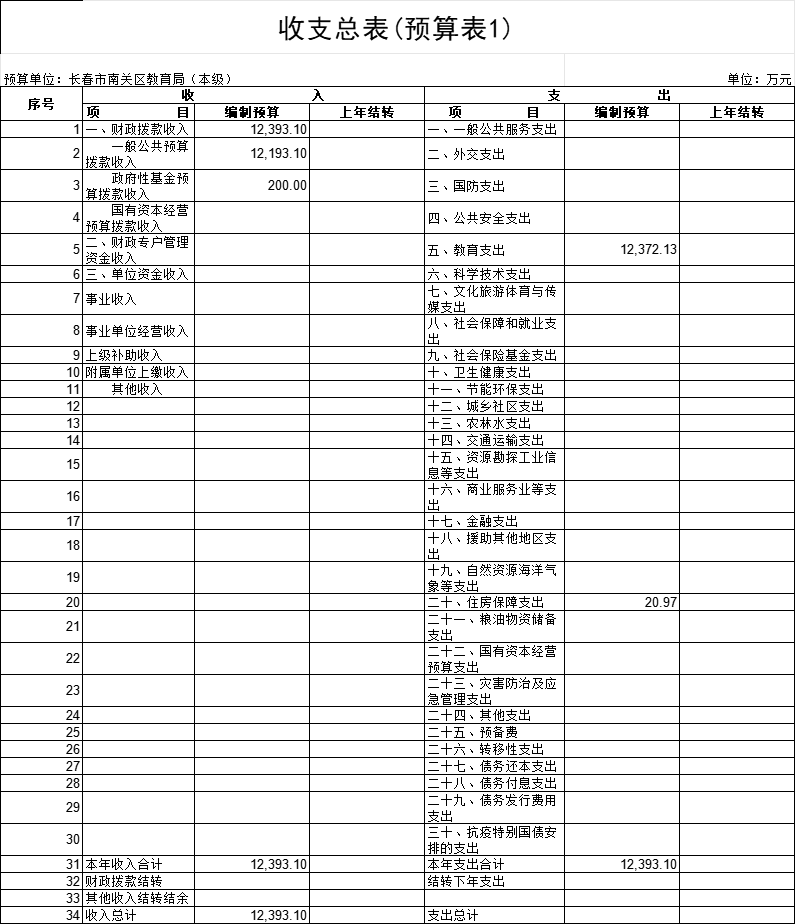 收支总表(预算表1)
预算单位：长春市南关区教育局（本级） 单位：万元
序号 收 入 支 出
项 目 编制预算 上年结转 项 目 编制预算 上年结转
1 一、财政拨款收入 12,393.10 一、一般公共服务支出
2 一般公共预算拨款收入 12,193.10 二、外交支出
3 政府性基金预算拨款收入 200.00 三、国防支出
4 国有资本经营预算拨款收入 四、公共安全支出
5 二、财政专户管理资金收入 五、教育支出 12,372.13
6 三、单位资金收入 六、科学技术支出
7 事业收入 七、文化旅游体育与传媒支出
8 事业单位经营收入 八、社会保障和就业支出
9 上级补助收入 九、社会保险基金支出
10 附属单位上缴收入 十、卫生健康支出
11 其他收入 十一、节能环保支出
12 十二、城乡社区支出
13 十三、农林水支出
14 十四、交通运输支出
15 十五、资源勘探工业信息等支出
16 十六、商业服务业等支出
17 十七、金融支出
18 十八、援助其他地区支出
19 十九、自然资源海洋气象等支出
20 二十、住房保障支出 20.97
21 二十一、粮油物资储备支出
22 二十二、国有资本经营预算支出
23 二十三、灾害防治及应急管理支出
24 二十四、其他支出
25 二十五、预备费
26 二十六、转移性支出
27 二十七、债务还本支出
28 二十八、债务付息支出
29 二十九、债务发行费用支出
30 三十、抗疫特别国债安排的支出
31 本年收入合计 12,393.10 本年支出合计 12,393.10
32 财政拨款结转 结转下年支出
33 其他收入结转结余
34 收入总计 12,393.10 支出总计